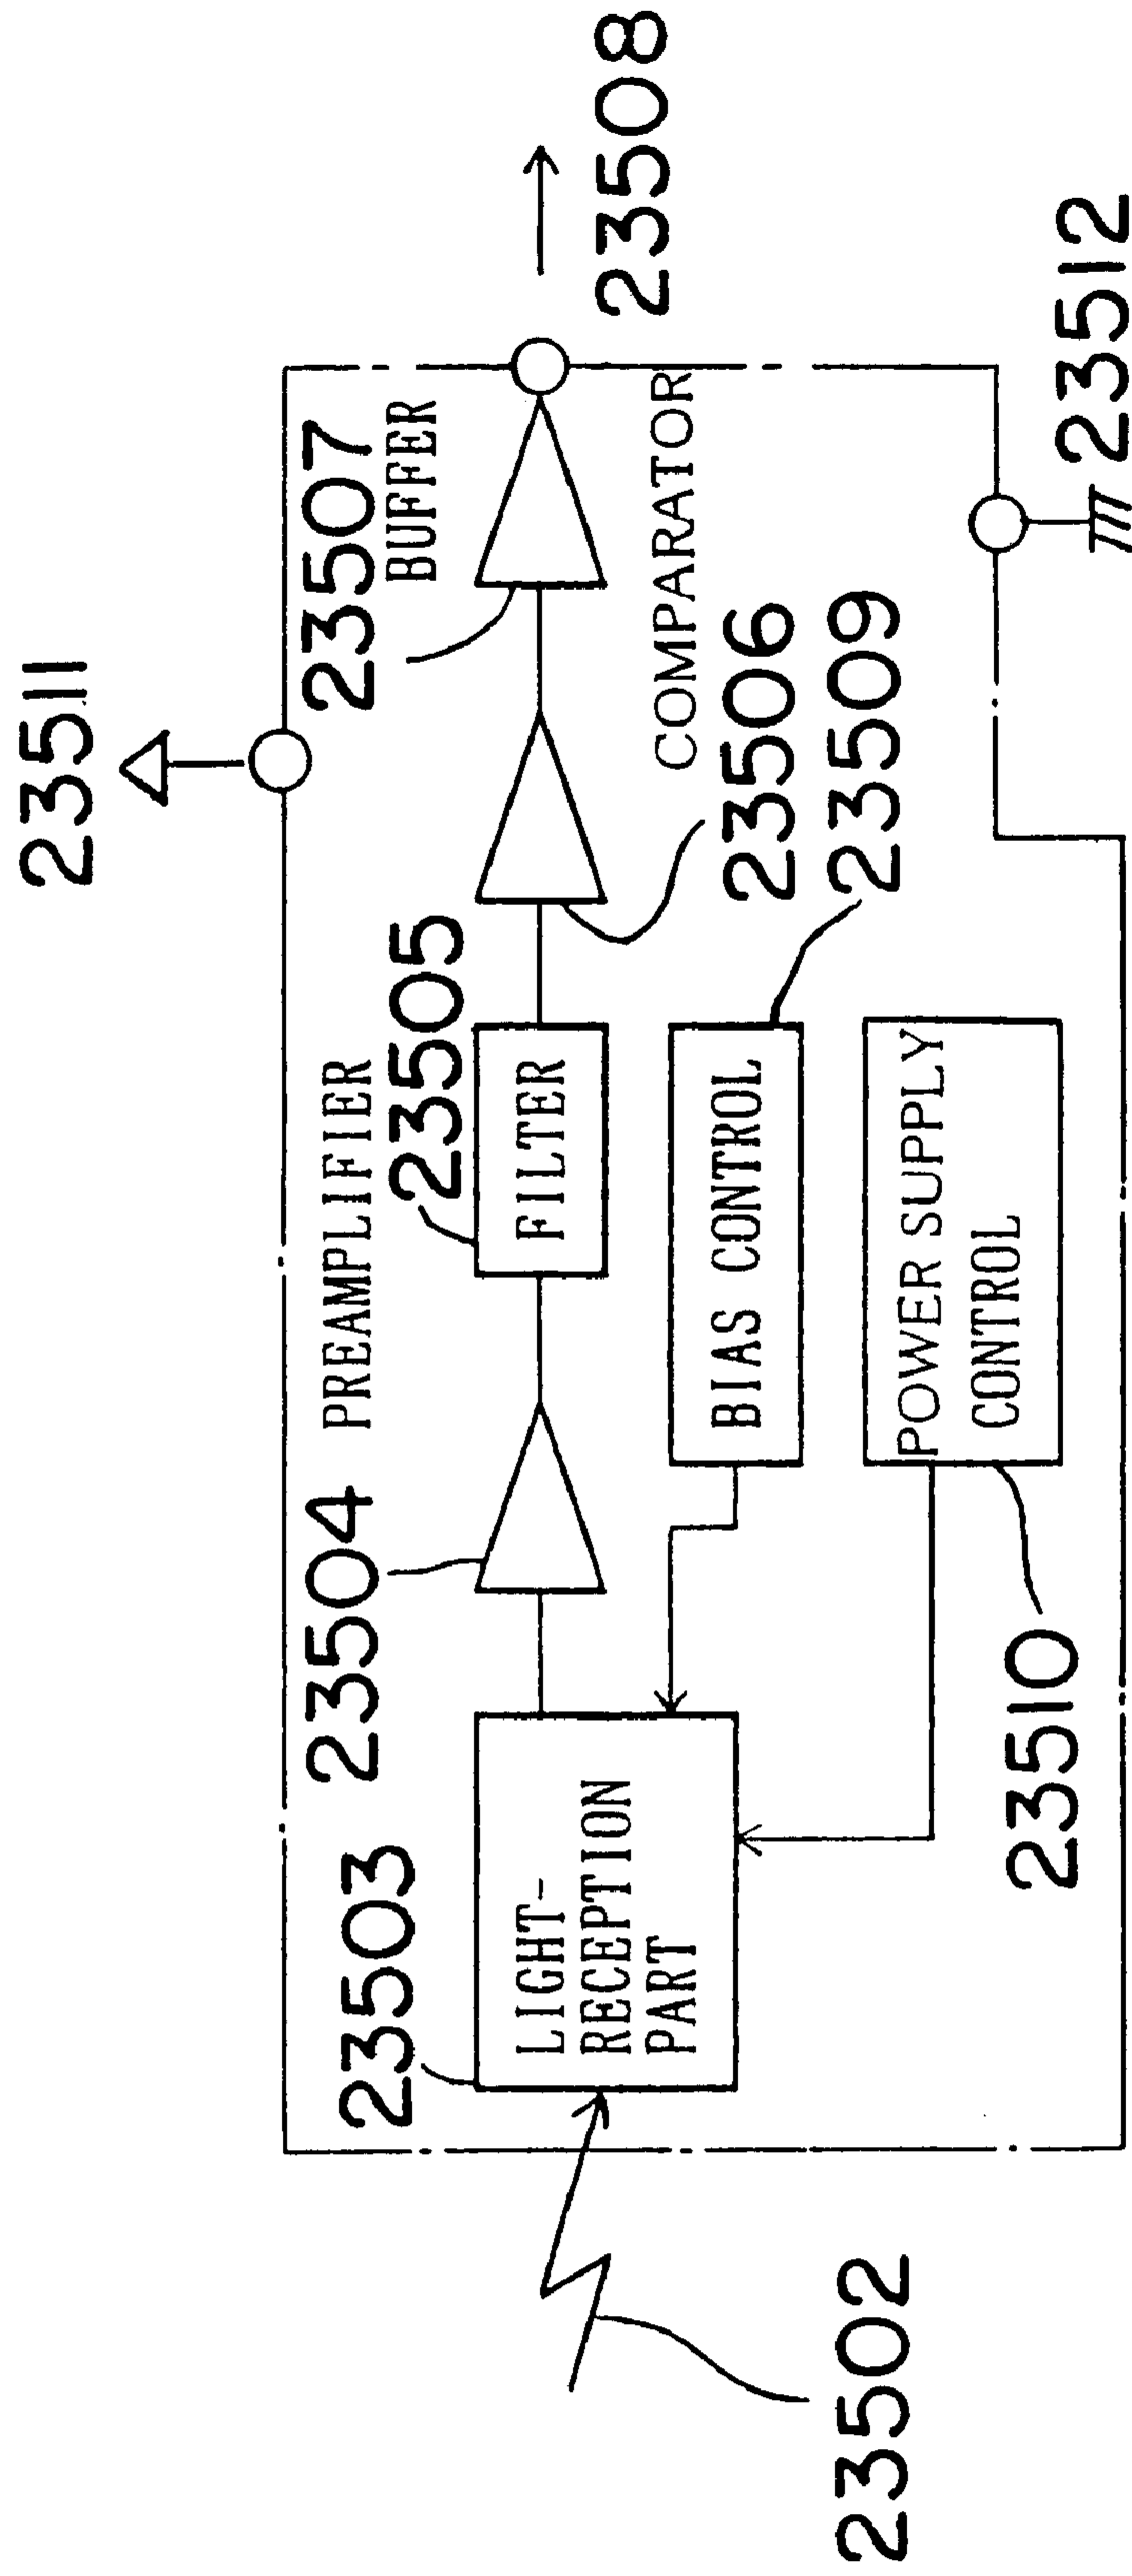 23511
23507
BUFFER
23508
PREAMPLIFIER
23505
23504
23503
FILTER
LIGHT-
RECEPTION
PART
COMPARATOR
23506
23509
BIAS CONTROL
POWER SUPPLY
CONTROL
23510
23502
23512